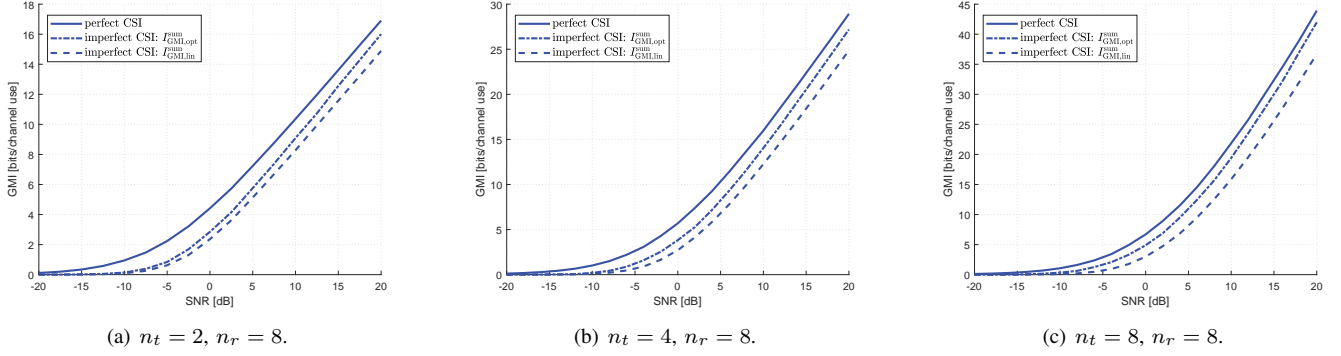 perfect CSI
imperfect CSI: I^sum_GMI,opt
imperfect CSI: I^sum_GMI,lin
GMI [bits/channel use]
18
16
14
12
10
8
6
4
2
0
-20 -15 -10 -5 0 5 10 15 20
SNR [dB]
(a) n_t = 2, n_r = 8.
perfect CSI
imperfect CSI: I^sum_GMI,opt
imperfect CSI: I^sum_GMI,lin
GMI [bits/channel use]
30
25
20
15
10
5
0
-20 -15 -10 -5 0 5 10 15 20
SNR [dB]
(b) n_t = 4, n_r = 8.
perfect CSI
imperfect CSI: I^sum_GMI,opt
imperfect CSI: I^sum_GMI,lin
GMI [bits/channel use]
45
40
35
30
25
20
15
10
5
0
-20 -15 -10 -5 0 5 10 15 20
SNR [dB]
(c) n_t = 8, n_r = 8.